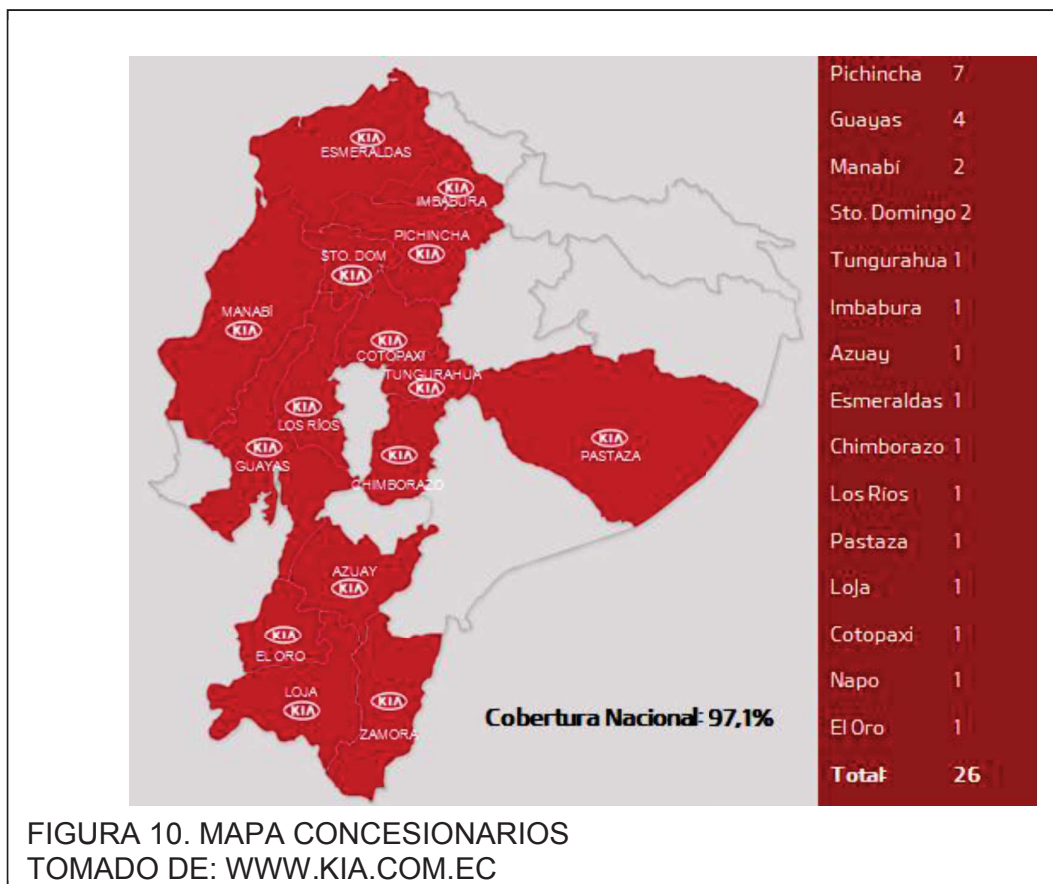 KIA
ESMERALDAS
KIA
IMBABURA
PICHINCHA
KIA
STO. DOM
KIA
MANABÍ
KIA
KIA
COTOPAXI
TUNGURAHUA
KIA
KIA
LOS RÍOS
KIA
GUAYAS
KIA
CHIMBORAZO
KIA
PASTAZA
AZUAY
KIA
KIA
EL ORO
LOJA
KIA
KIA
ZAMORA
Cobertura Nacional: 97,1%
Pichincha 7
Guayas 4
Manabí 2
Sto. Domingo 2
Tungurahua 1
Imbabura 1
Azuay 1
Esmeraldas 1
Chimborazo 1
Los Ríos 1
Pastaza 1
Loja 1
Cotopaxi 1
Napo 1
El Oro 1
Total: 26
FIGURA 10. MAPA CONCESIONARIOS
TOMADO DE: WWW.KIA.COM.EC